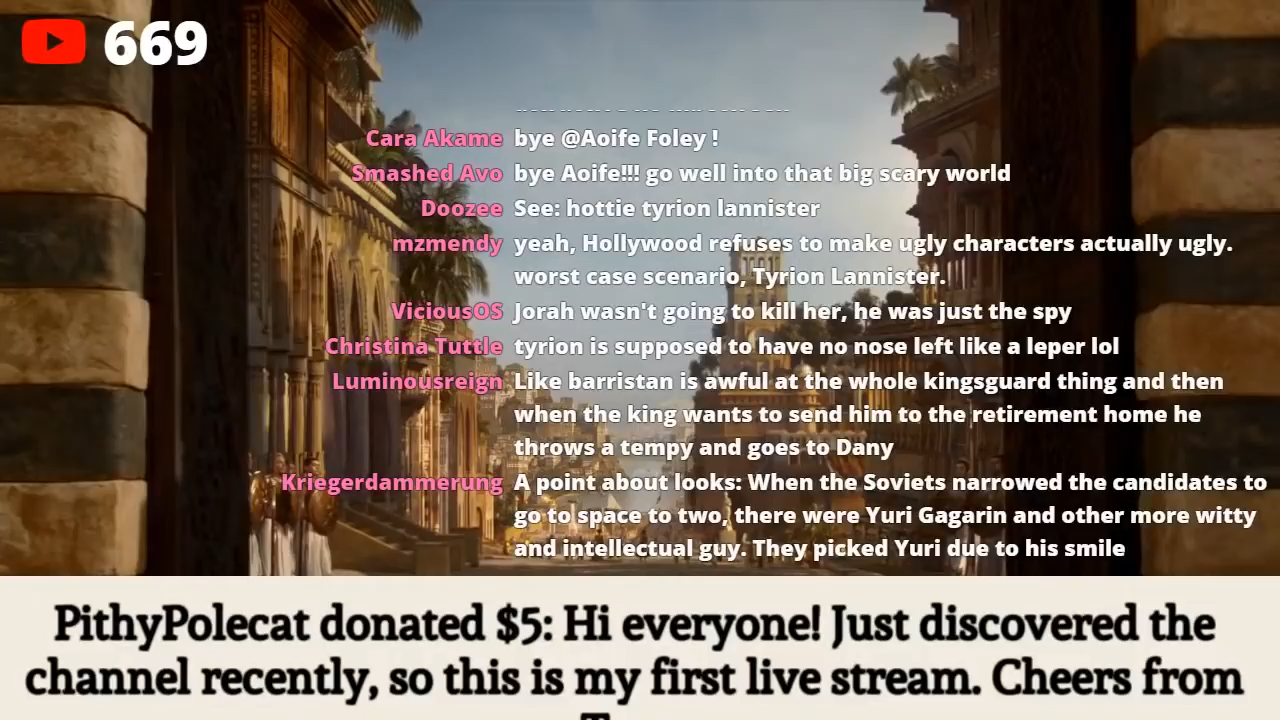 669
Cara Akame bye @Aoife Foley !
Smashed Avo bye Aoife!!! go well into that big scary world
Doozee See: hottie tyrion lannister
mzmendy yeah, Hollywood refuses to make ugly characters actually ugly.
worst case scenario, Tyrion Lannister.
ViciousOS Jorah wasn't going to kill her, he was just the spy
Christina Tuttle tyrion is supposed to have no nose left like a leper lol
Luminousreign Like barristan is awful at the whole kingsguard thing and then
when the king wants to send him to the retirement home he
throws a tempy and goes to Dany
Kriegerdammerung A point about looks: When the Soviets narrowed the candidates to
go to space to two, there were Yuri Gagarin and other more witty
and intellectual guy. They picked Yuri due to his smile
PithyPolecat donated $5: Hi everyone! Just discovered the
channel recently, so this is my first live stream. Cheers from